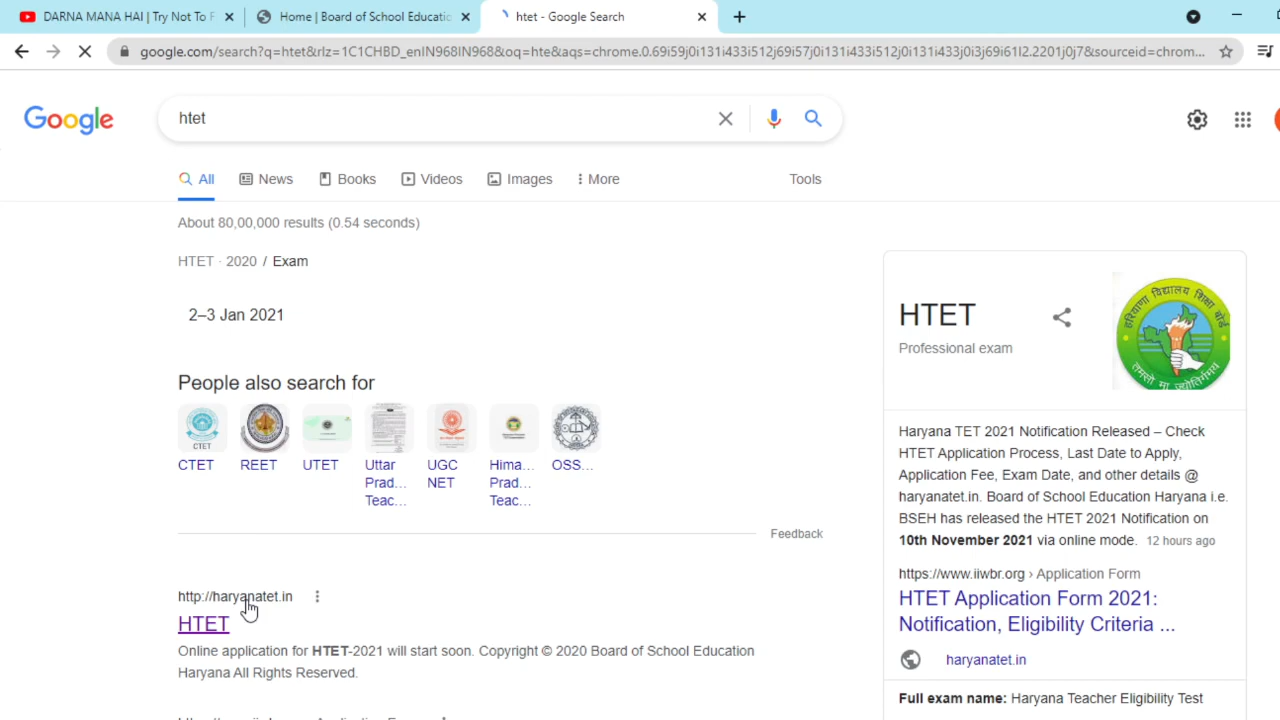 DARNA MANA HAI | Try Not To F
Home | Board of School Educatio
htet - Google Search
google.com/search?q=htet&rlz=1C1CHBD_enIN968IN968&oq=hte&aqs=chrome.0.69i59j0i131i433i512j69i57j0i131i433i512j0i131i433j0i3j69i61l2.2201j0j7&sourceid=chrom...
Google
htet
All News Books Videos Images More Tools
About 80,00,000 results (0.54 seconds)
HTET · 2020 / Exam
2–3 Jan 2021
People also search for
CTET
CTET
REET
UTET
Uttar
Prad...
Teac...
UGC
NET
Hima...
Prad...
Teac...
OSS...
Feedback
http://haryanatet.in
HTET
Online application for HTET-2021 will start soon. Copyright © 2020 Board of School Education
Haryana All Rights Reserved.
HTET
Professional exam
हरियाणा विद्यालय शिक्षा बोर्ड
तमसो मा ज्योतिर्गमय
Haryana TET 2021 Notification Released – Check
HTET Application Process, Last Date to Apply,
Application Fee, Exam Date, and other details @
haryanatet.in. Board of School Education Haryana i.e.
BSEH has released the HTET 2021 Notification on
10th November 2021 via online mode. 12 hours ago
https://www.iiwbr.org › Application Form
HTET Application Form 2021:
Notification, Eligibility Criteria ...
haryanatet.in
Full exam name: Haryana Teacher Eligibility Test